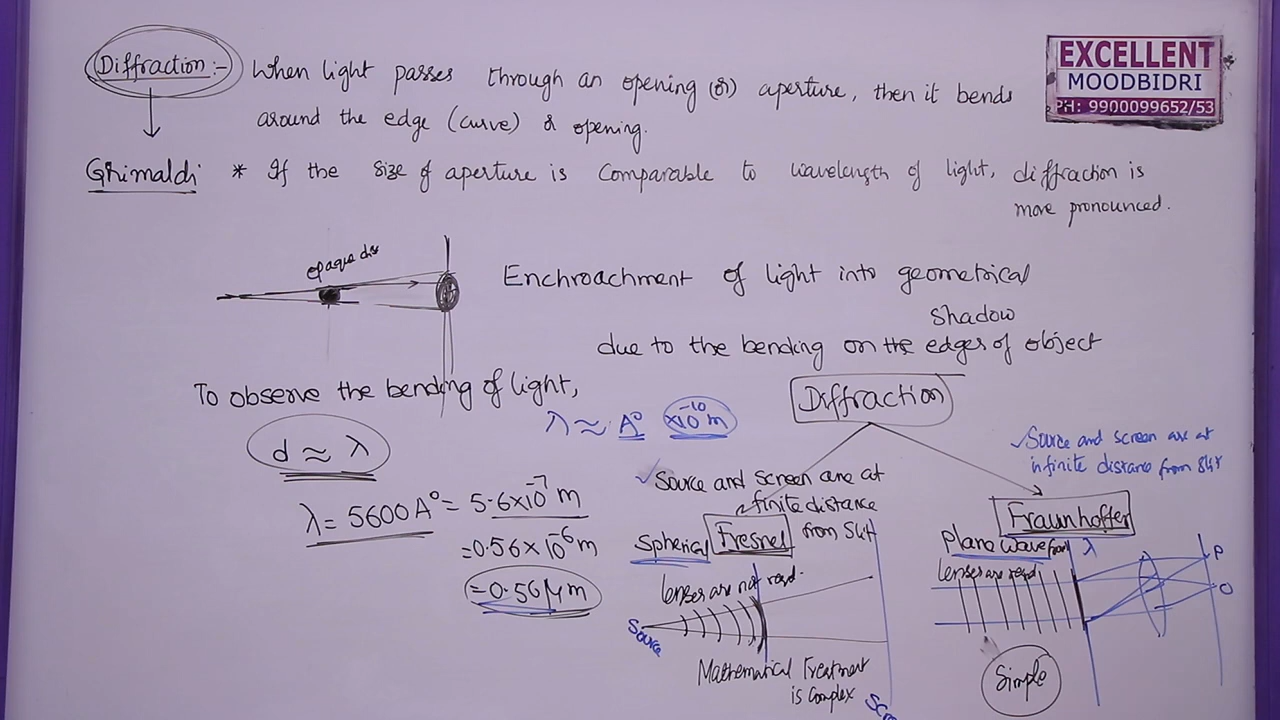 Diffraction :- When light passes through an opening (or) aperture, then it bends
around the edge (curve) & opening.
EXCELLENT
MOODBIDRI
PH: 9900099652/53
Grimaldi * If the size of aperture is comparable to wavelength of light, diffraction is
more pronounced.
opaque disc
Enchroachment of light into geometrical
shadow
due to the bending on the edges of object
To observe the bending of light,
d ≈ λ
λ ≈ A° ×10⁻¹⁰ m
λ = 5600 A° = 5.6×10⁻⁷ m
= 0.56 × 10⁻⁶ m
= 0.56 μm
Diffraction
✓ Source and screen are at
finite distance
from slit
Spherical Fresnel
lenses are not reqd.
Source
Mathematical Treatment
is complex
✓ Source and screen are at
infinite distance from slit
Fraunhoffer
plane wavefront λ
lenses are reqd
P
O
Simple